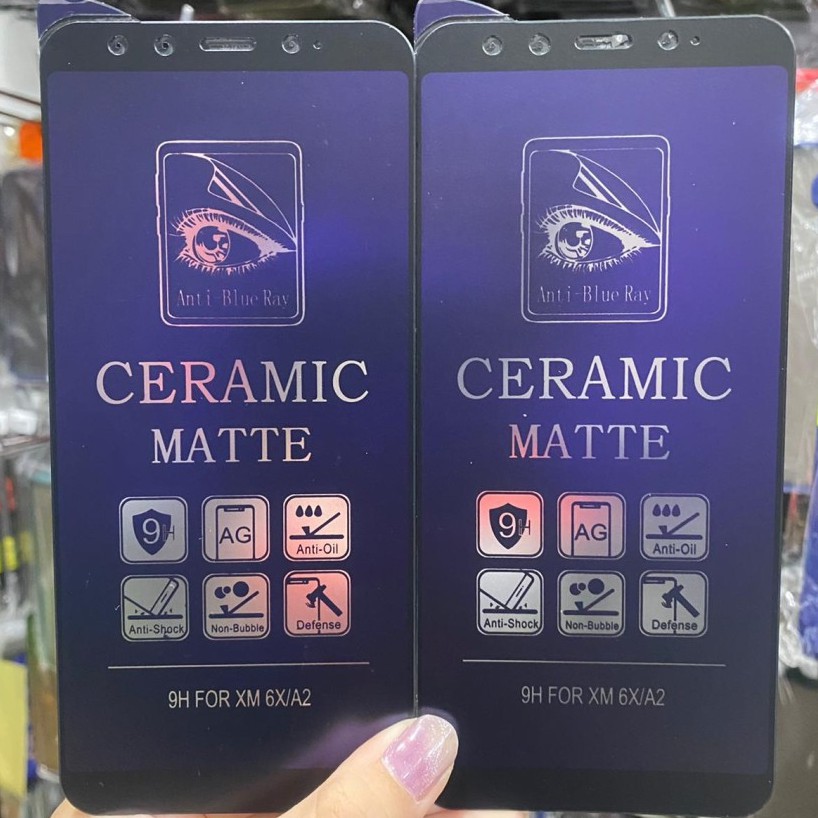 Anti-Blue Ray
CERAMIC
MATTE
9H
AG
Anti-Oil
Anti-Shock
Non-Bubble
Defense
9H FOR XM 6X/A2
Anti-Blue Ray
CERAMIC
MATTE
9H
AG
Anti-Oil
Anti-Shock
Non-Bubble
Defense
9H FOR XM 6X/A2